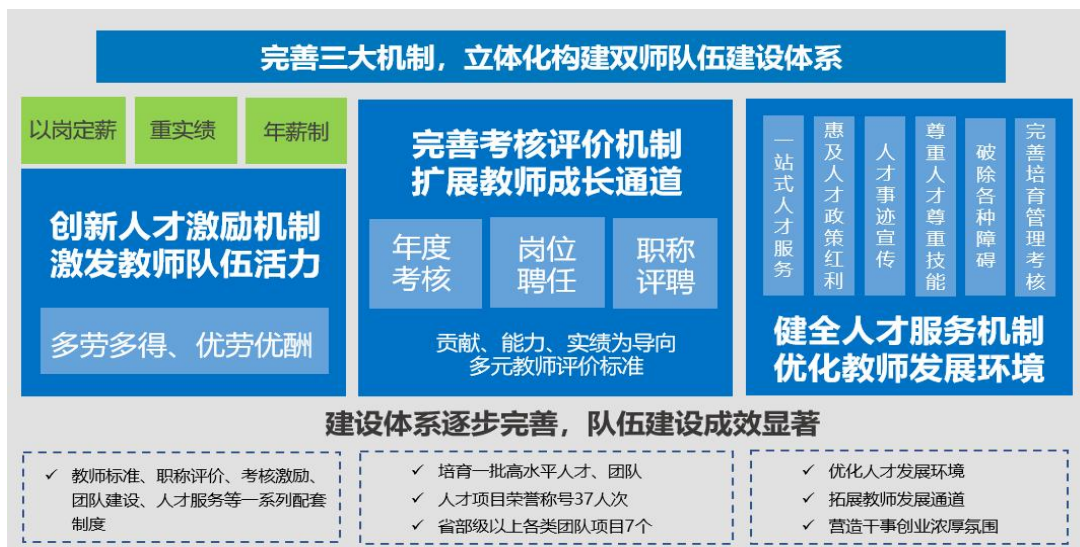 完善三大机制，立体化构建双师队伍建设体系
以岗定薪
重实绩
年薪制
创新人才激励机制
激发教师队伍活力
多劳多得、优劳优酬
完善考核评价机制
扩展教师成长通道
年度
考核
岗位
聘任
职称
评聘
贡献、能力、实绩为导向
多元教师评价标准
一站式人才服务
惠及人才政策红利
人才事迹宣传
尊重人才尊重技能
破除各种障碍
完善培育管理考核
健全人才服务机制
优化教师发展环境
建设体系逐步完善，队伍建设成效显著
✓ 教师标准、职称评价、考核激励、
团队建设、人才服务等一系列配套
制度
✓ 培育一批高水平人才、团队
✓ 人才项目荣誉称号37人次
✓ 省部级以上各类团队项目7个
✓ 优化人才发展环境
✓ 拓展教师发展通道
✓ 营造干事创业浓厚氛围